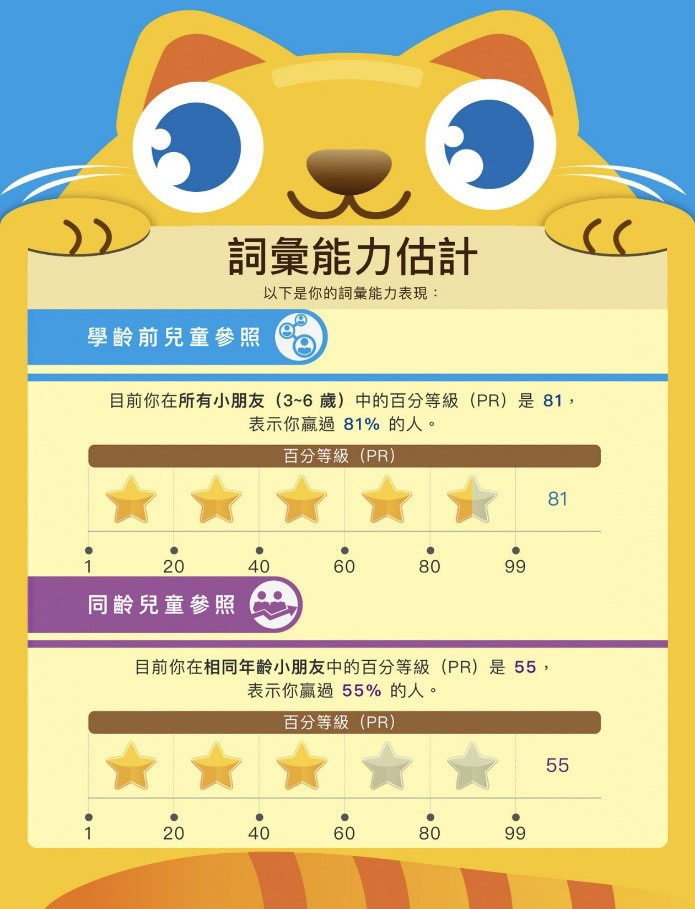 詞彙能力估計
以下是你的詞彙能力表現：
學齡前兒童參照
目前你在所有小朋友（3~6 歲）中的百分等級（PR）是 81，
表示你贏過 81% 的人。
百分等級（PR）
81
1 20 40 60 80 99
同齡兒童參照
目前你在相同年齡小朋友中的百分等級（PR）是 55，
表示你贏過 55% 的人。
百分等級（PR）
55
1 20 40 60 80 99